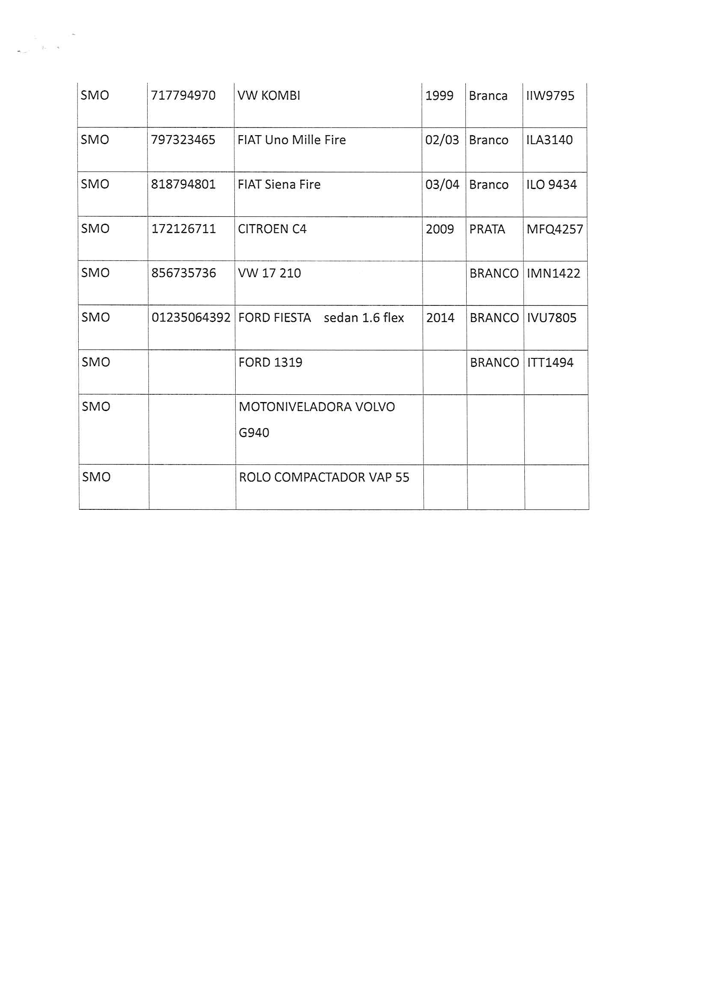 SMO 717794970 VW KOMBI 1999 Branca IIW9795
SMO 797323465 FIAT Uno Mille Fire 02/03 Branco ILA3140
SMO 818794801 FIAT Siena Fire 03/04 Branco ILO 9434
SMO 172126711 CITROEN C4 2009 PRATA MFQ4257
SMO 856735736 VW 17 210 BRANCO IMN1422
SMO 01235064392 FORD FIESTA sedan 1.6 flex 2014 BRANCO IVU7805
SMO FORD 1319 BRANCO ITT1494
SMO MOTONIVELADORA VOLVO
G940
SMO ROLO COMPACTADOR VAP 55